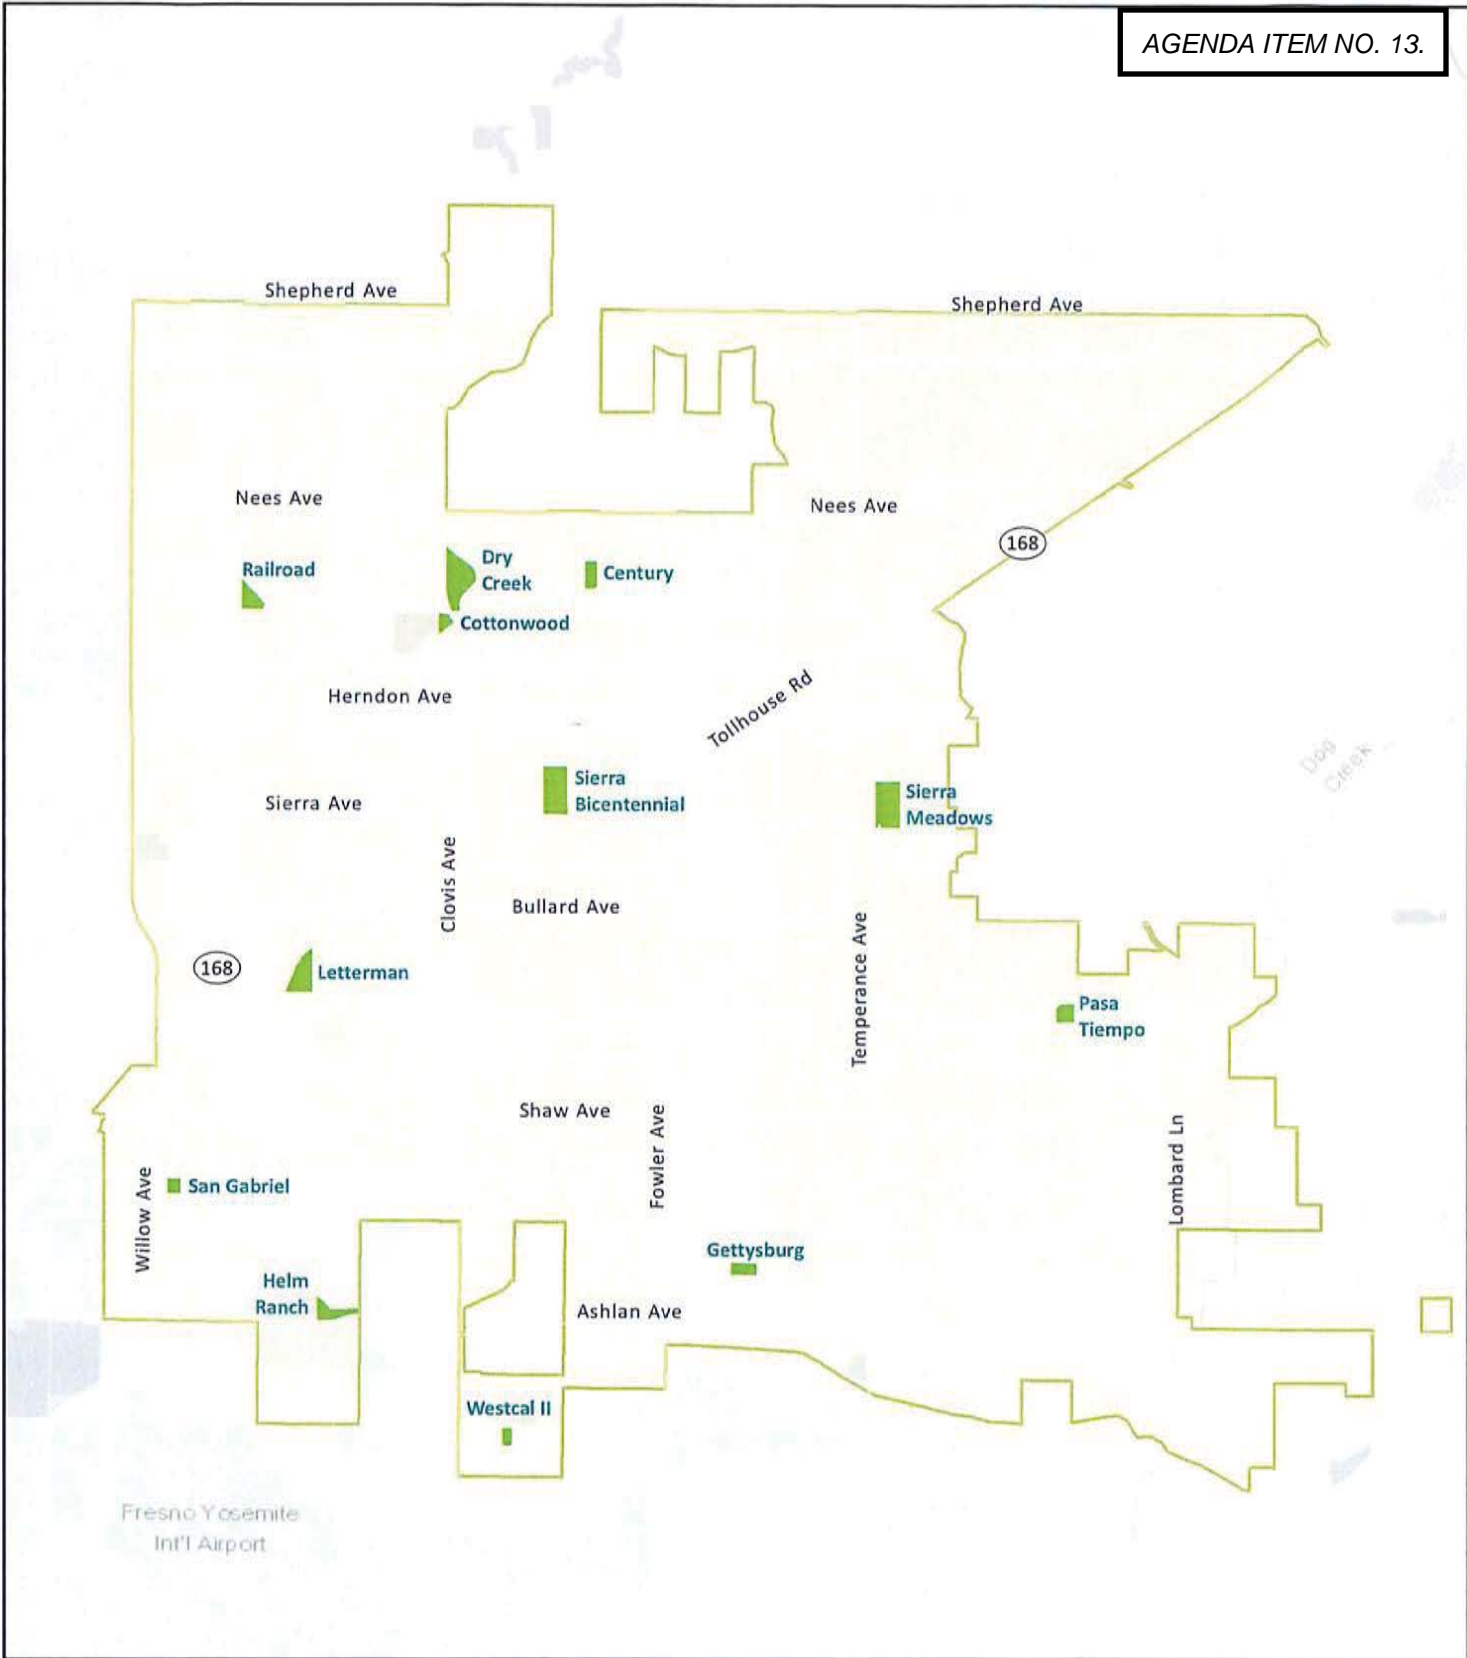 AGENDA ITEM NO. 13.
Shepherd Ave
Shepherd Ave
Nees Ave
Nees Ave
168
Railroad
Dry
Creek
Century
Cottonwood
Herndon Ave
Tollhouse Rd
Dog
Creek
Sierra Ave
Sierra
Bicentennial
Sierra
Meadows
Clovis Ave
Bullard Ave
Temperance Ave
168
Letterman
Pasa
Tiempo
Shaw Ave
Fowler Ave
Lombard Ln
Willow Ave
San Gabriel
Gettysburg
Helm
Ranch
Ashlan Ave
Westcal II
Fresno Yosemite
Int'l Airport